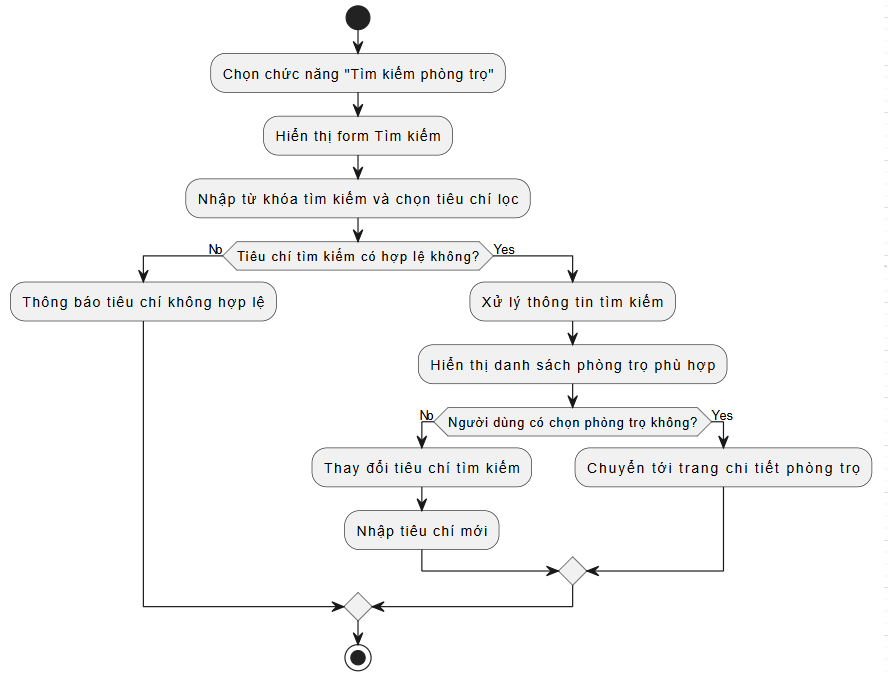 Chọn chức năng "Tìm kiếm phòng trọ"
Hiển thị form Tìm kiếm
Nhập từ khóa tìm kiếm và chọn tiêu chí lọc
No
Tiêu chí tìm kiếm có hợp lệ không?
Yes
Thông báo tiêu chí không hợp lệ
Xử lý thông tin tìm kiếm
Hiển thị danh sách phòng trọ phù hợp
No
Người dùng có chọn phòng trọ không?
Yes
Thay đổi tiêu chí tìm kiếm
Chuyển tới trang chi tiết phòng trọ
Nhập tiêu chí mới